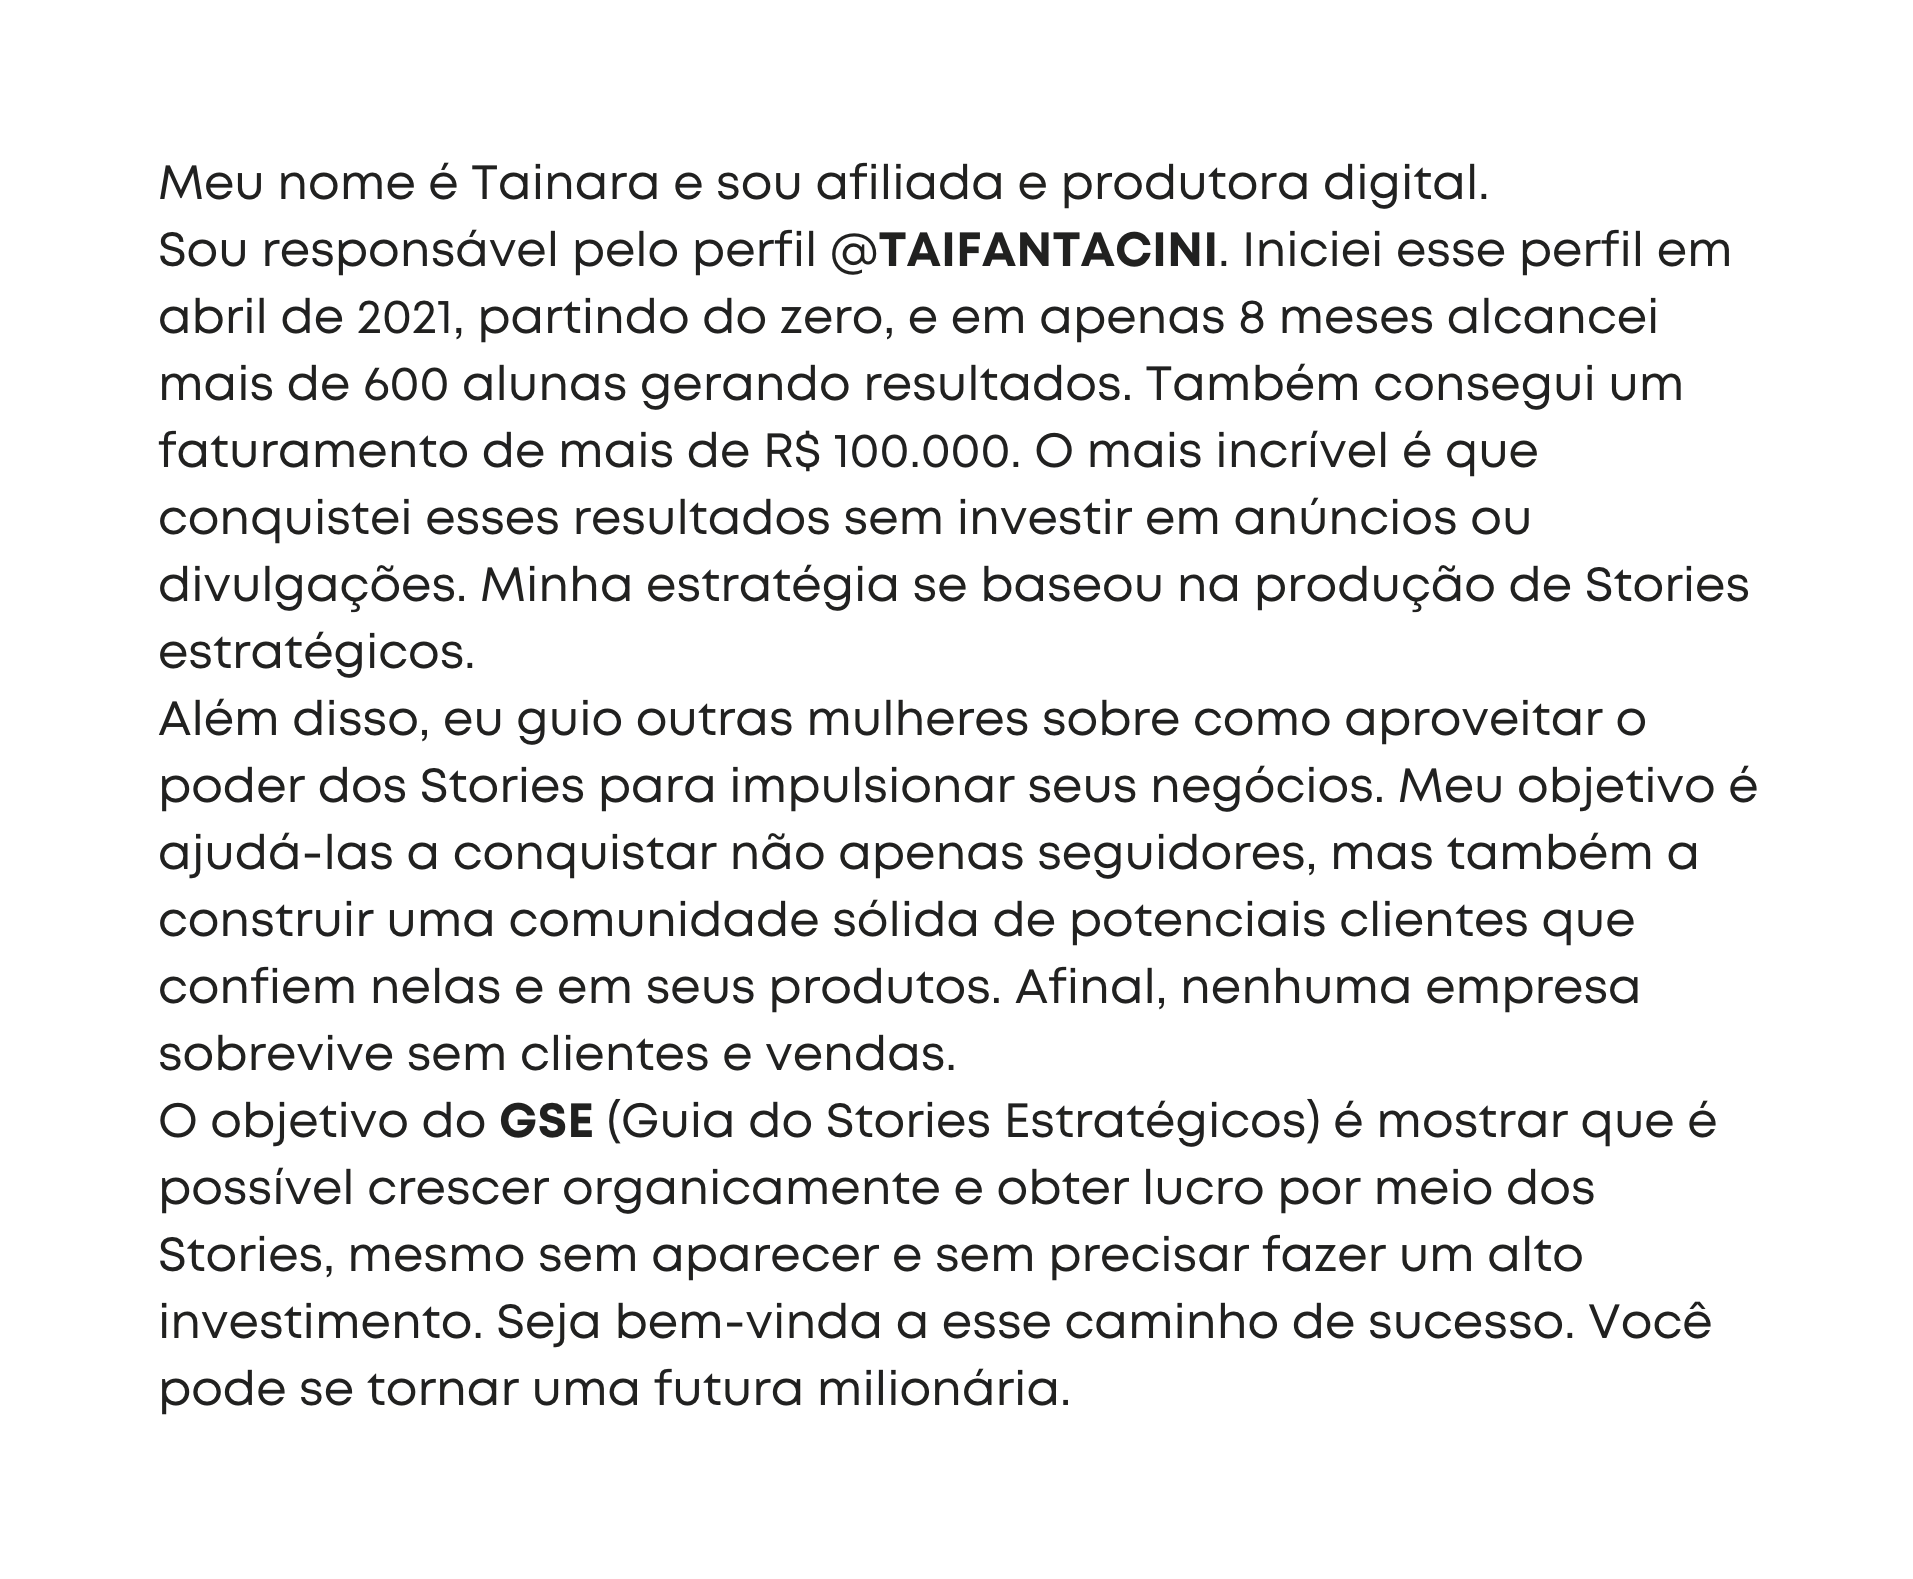 Meu nome é Tainara e sou afiliada e produtora digital.
Sou responsável pelo perfil @TAIFANTACINI. Iniciei esse perfil em
abril de 2021, partindo do zero, e em apenas 8 meses alcancei
mais de 600 alunas gerando resultados. Também consegui um
faturamento de mais de R$ 100.000. O mais incrível é que
conquistei esses resultados sem investir em anúncios ou
divulgações. Minha estratégia se baseou na produção de Stories
estratégicos.
Além disso, eu guio outras mulheres sobre como aproveitar o
poder dos Stories para impulsionar seus negócios. Meu objetivo é
ajudá-las a conquistar não apenas seguidores, mas também a
construir uma comunidade sólida de potenciais clientes que
confiem nelas e em seus produtos. Afinal, nenhuma empresa
sobrevive sem clientes e vendas.
O objetivo do GSE (Guia do Stories Estratégicos) é mostrar que é
possível crescer organicamente e obter lucro por meio dos
Stories, mesmo sem aparecer e sem precisar fazer um alto
investimento. Seja bem-vinda a esse caminho de sucesso. Você
pode se tornar uma futura milionária.